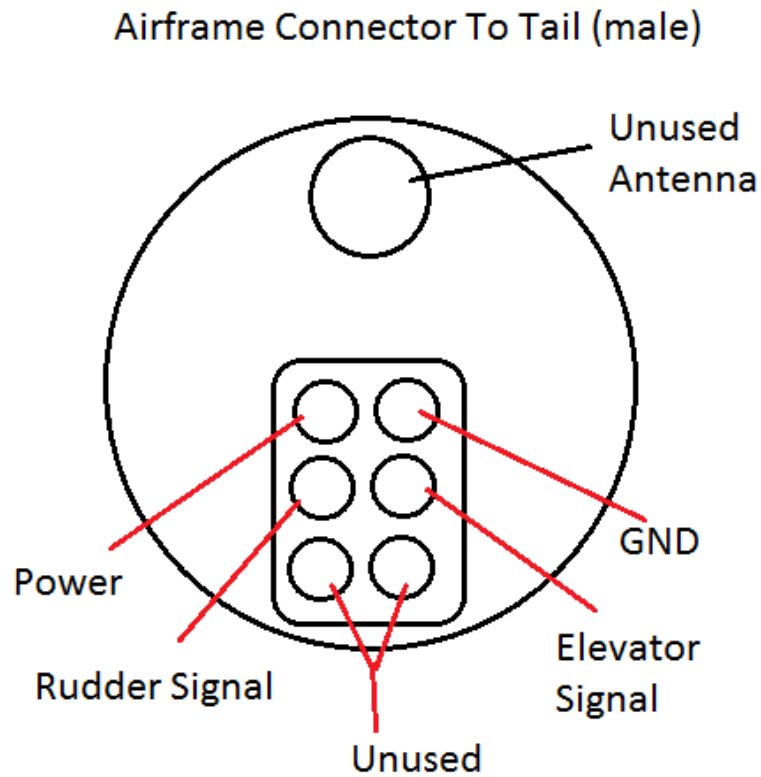 Airframe Connector To Tail (male)
Unused
Antenna
GND
Power
Elevator
Signal
Rudder Signal
Unused